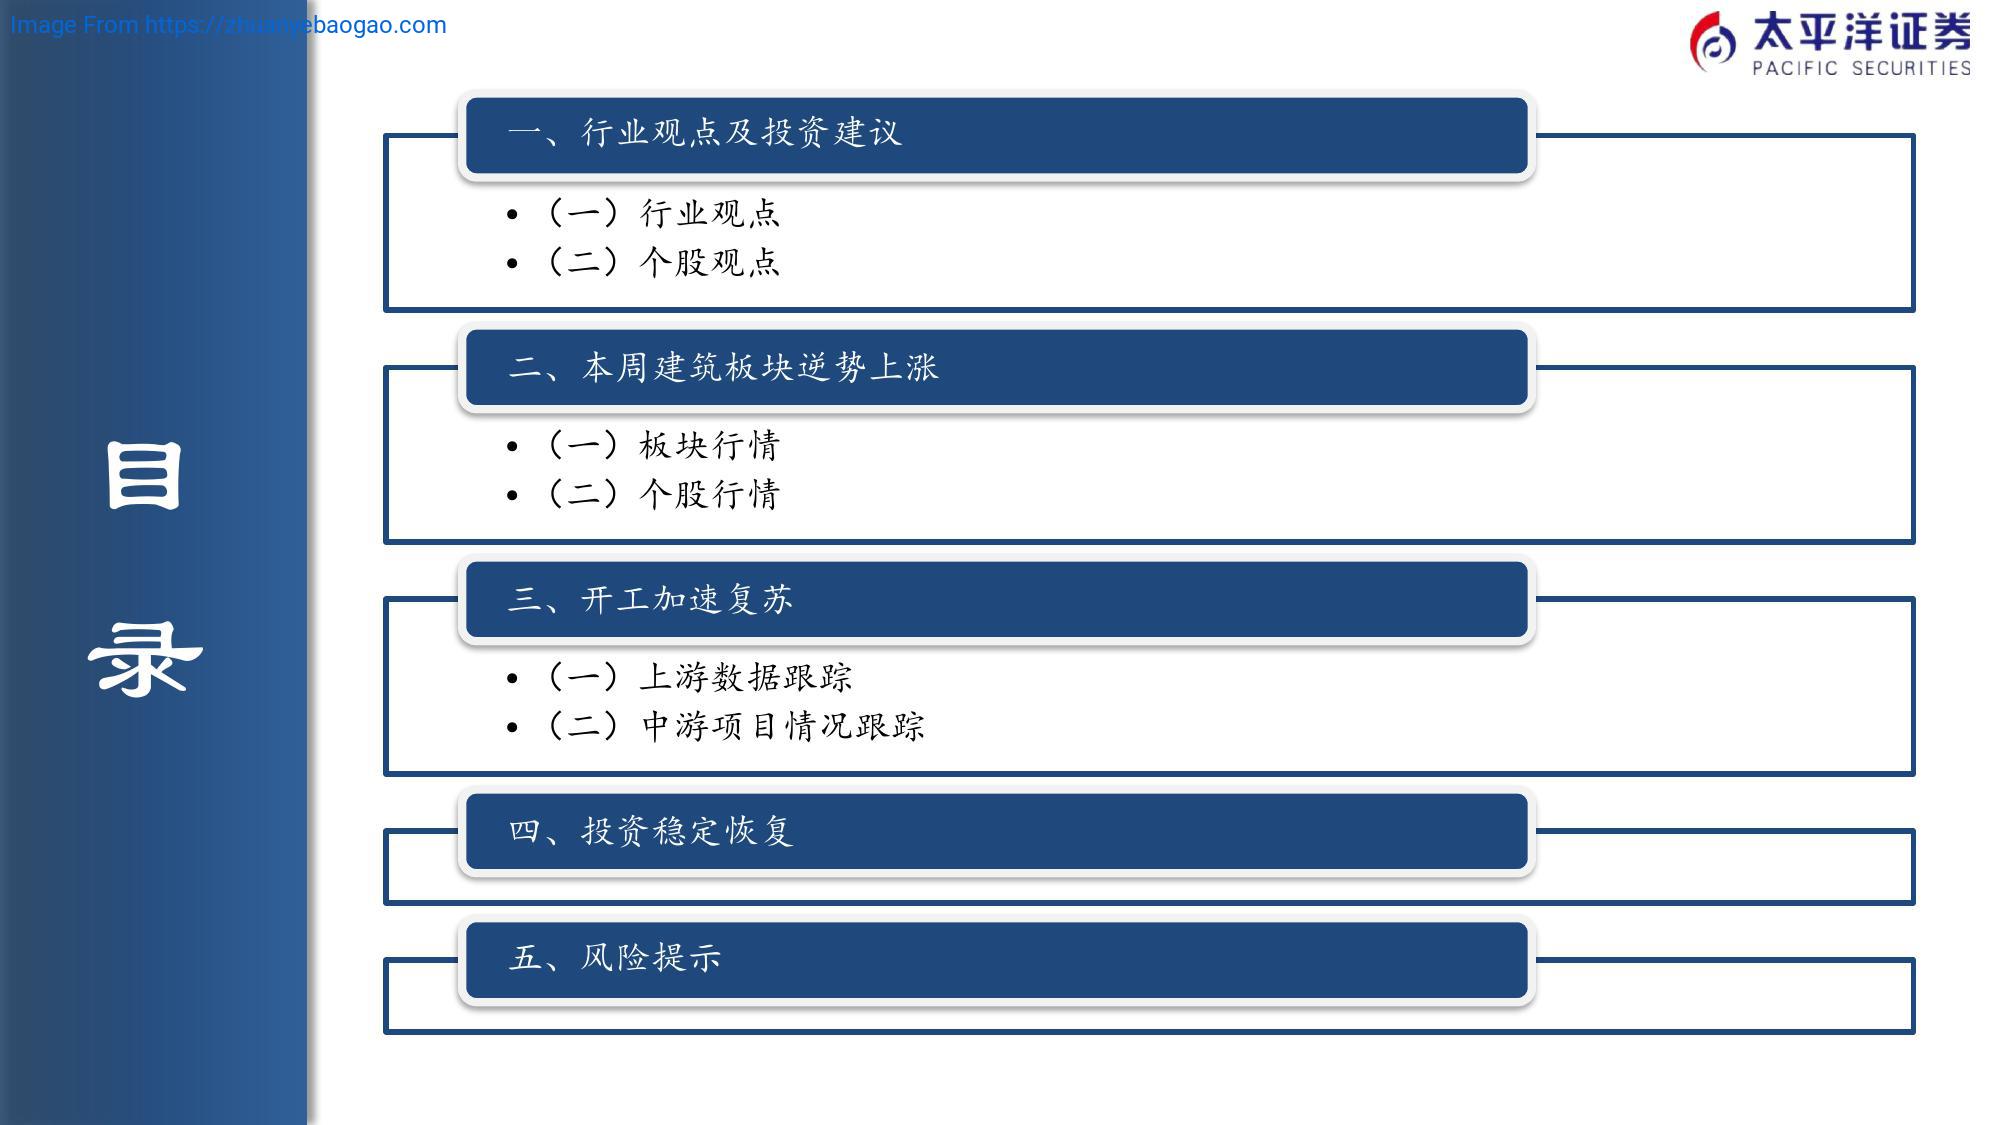 Image From https://zhuanyebaogao.com
太平洋证券
PACIFIC SECURITIES
目
录
一、行业观点及投资建议
• （一）行业观点
• （二）个股观点
二、本周建筑板块逆势上涨
• （一）板块行情
• （二）个股行情
三、开工加速复苏
• （一）上游数据跟踪
• （二）中游项目情况跟踪
四、投资稳定恢复
五、风险提示